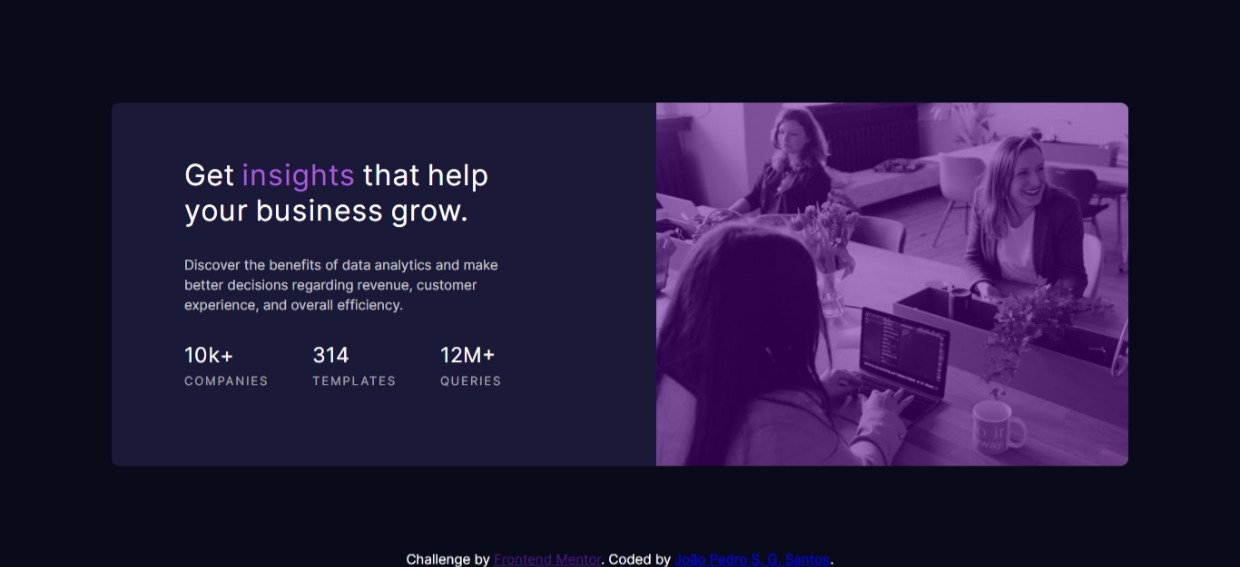 Get insights that help
your business grow.
Discover the benefits of data analytics and make
better decisions regarding revenue, customer
experience, and overall efficiency.
10k+ 314 12M+
COMPANIES TEMPLATES QUERIES
Challenge by Frontend Mentor. Coded by João Pedro S. G. Santos.